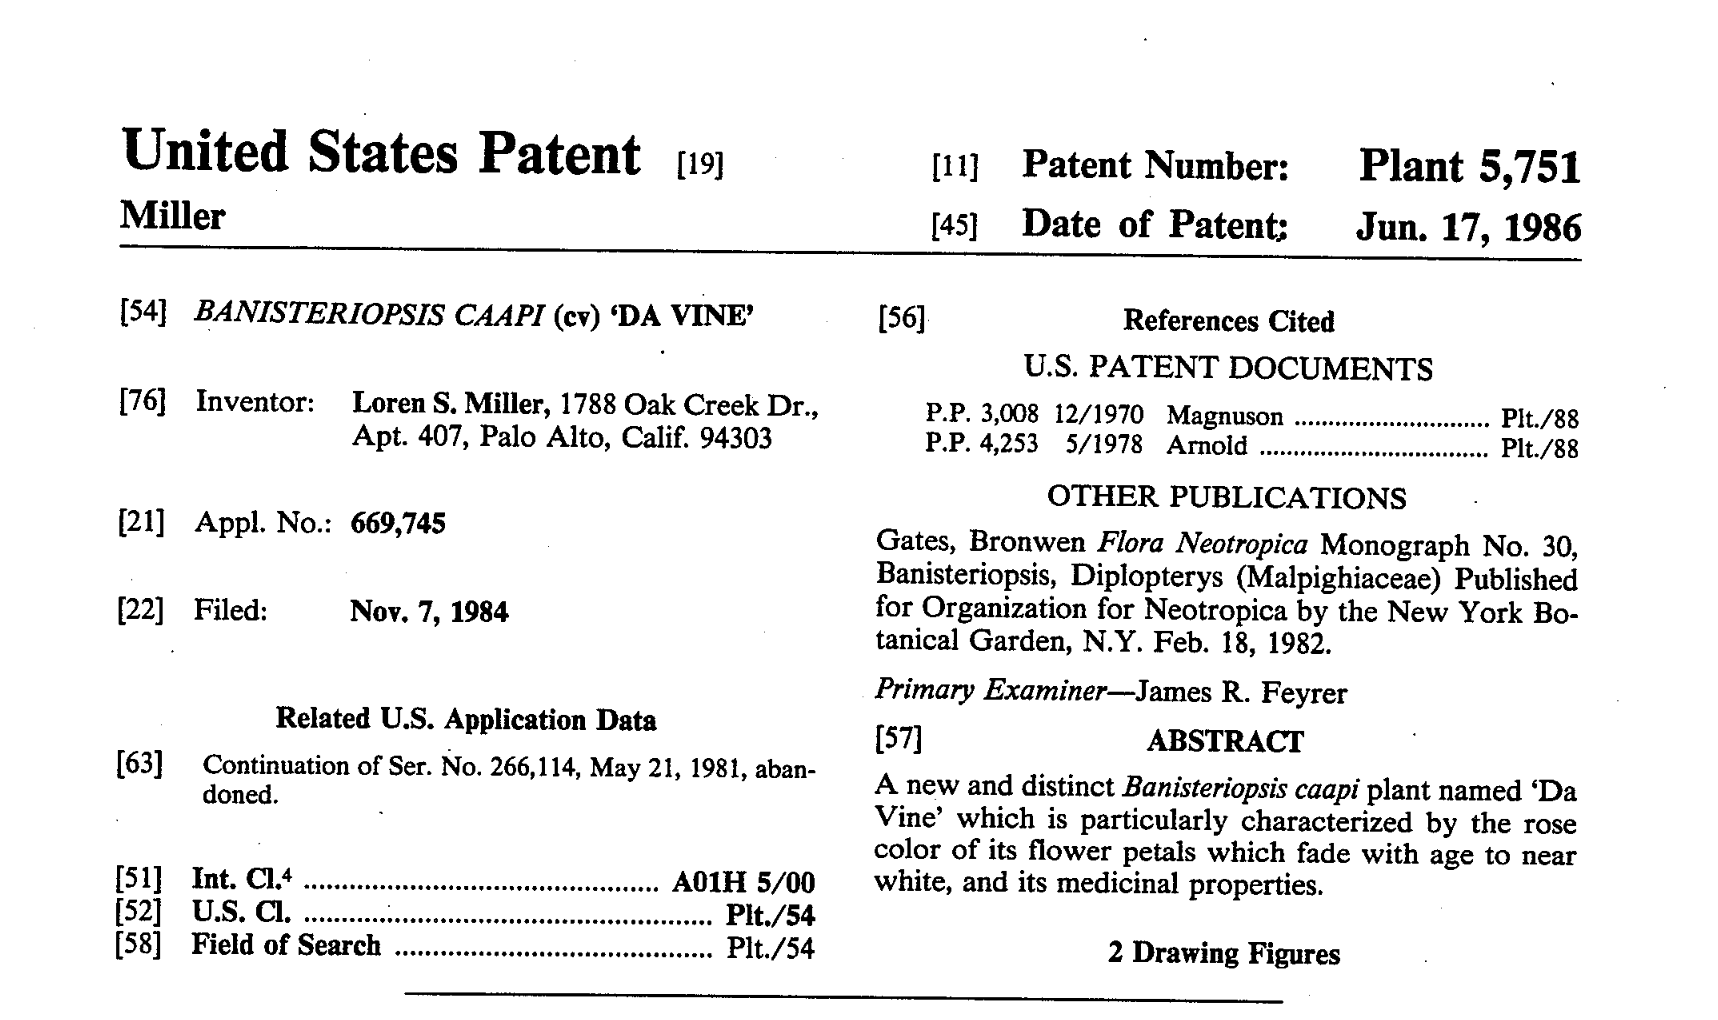 United States Patent [19]
Miller
[11] Patent Number: Plant 5,751
[45] Date of Patent: Jun. 17, 1986
[54] BANISTERIOPSIS CAAPI (cv) ‘DA VINE’
[76] Inventor: Loren S. Miller, 1788 Oak Creek Dr.,
Apt. 407, Palo Alto, Calif. 94303
[21] Appl. No.: 669,745
[22] Filed: Nov. 7, 1984
Related U.S. Application Data
[63] Continuation of Ser. No. 266,114, May 21, 1981, aban-
doned.
[51] Int. Cl.⁴ ................................................ A01H 5/00
[52] U.S. Cl. ........................................................ Plt./54
[58] Field of Search ........................................... Plt./54
[56] References Cited
U.S. PATENT DOCUMENTS
P.P. 3,008 12/1970 Magnuson ............................. Plt./88
P.P. 4,253 5/1978 Arnold .................................. Plt./88
OTHER PUBLICATIONS
Gates, Bronwen Flora Neotropica Monograph No. 30,
Banisteriopsis, Diplopterys (Malpighiaceae) Published
for Organization for Neotropica by the New York Bo-
tanical Garden, N.Y. Feb. 18, 1982.
Primary Examiner—James R. Feyrer
[57] ABSTRACT
A new and distinct Banisteriopsis caapi plant named ‘Da
Vine’ which is particularly characterized by the rose
color of its flower petals which fade with age to near
white, and its medicinal properties.
2 Drawing Figures